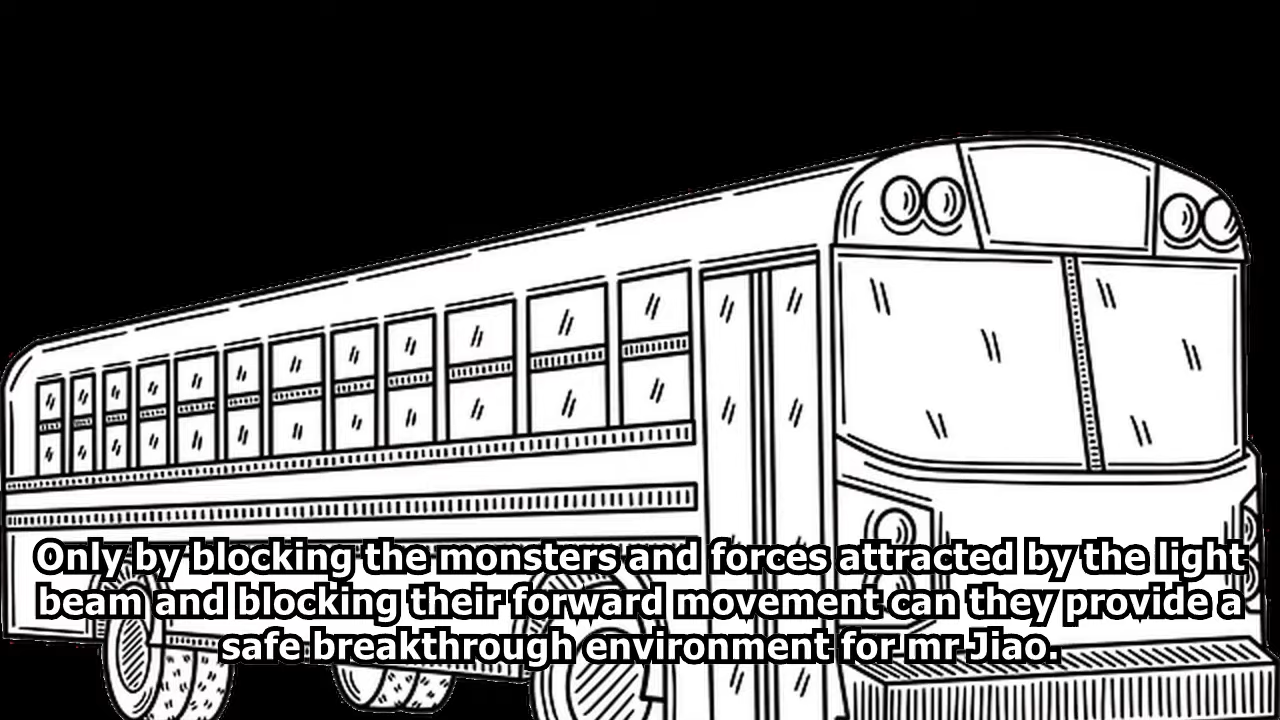 Only by blocking the monsters and forces attracted by the light
beam and blocking their forward movement can they provide a
safe breakthrough environment for mr Jiao.